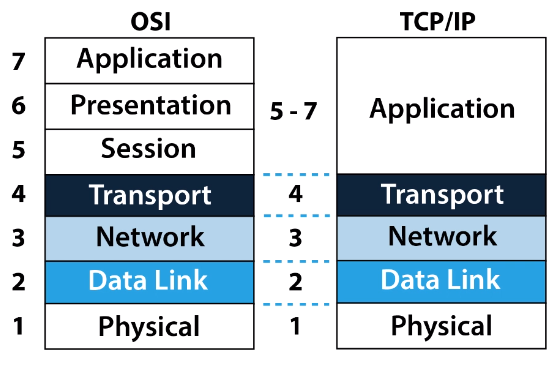 OSI TCP/IP
7 Application
6 Presentation 5 - 7 Application
5 Session
4 Transport 4 Transport
3 Network 3 Network
2 Data Link 2 Data Link
1 Physical 1 Physical